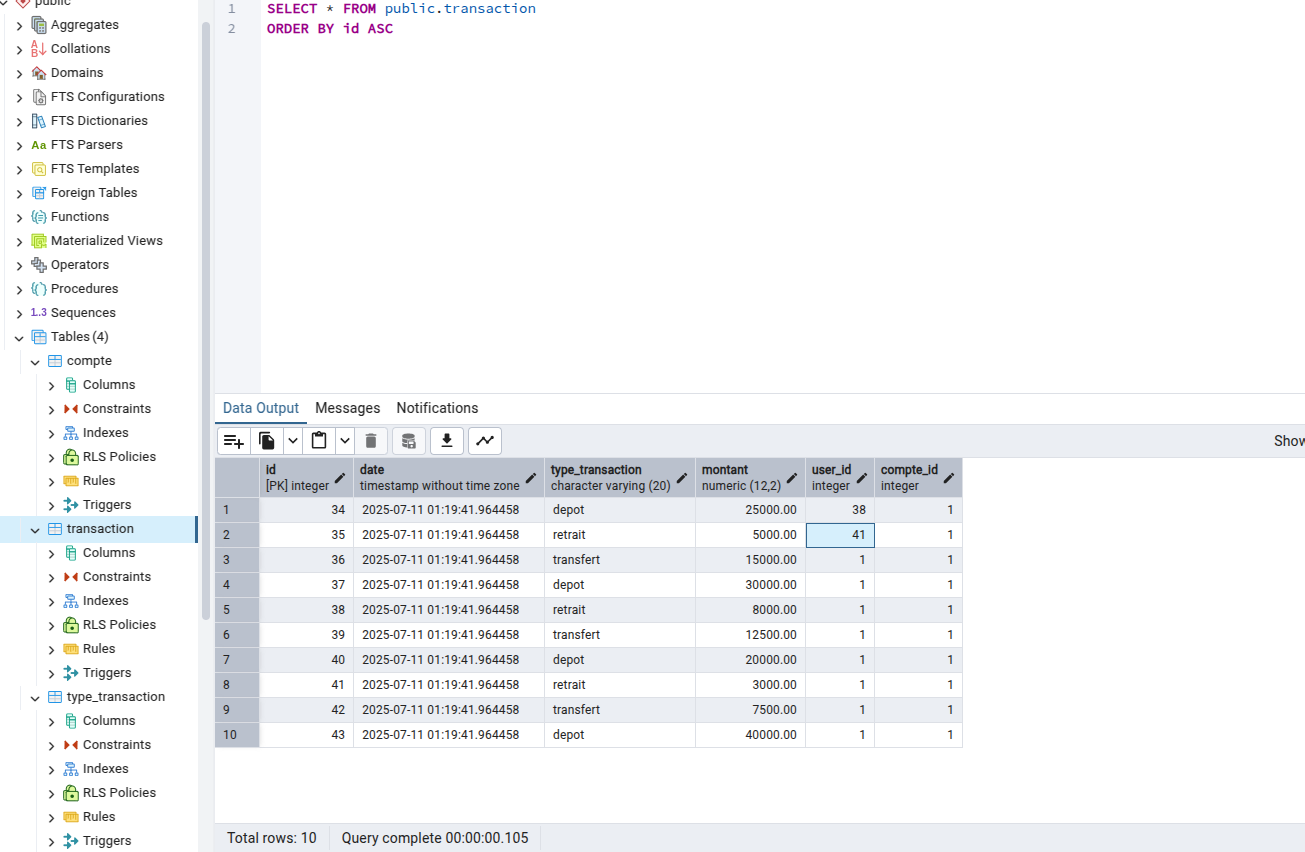 public
Aggregates
Collations
Domains
FTS Configurations
FTS Dictionaries
Aa FTS Parsers
FTS Templates
Foreign Tables
Functions
Materialized Views
Operators
Procedures
1..3 Sequences
Tables (4)
compte
Columns
Constraints
Indexes
RLS Policies
Rules
Triggers
transaction
Columns
Constraints
Indexes
RLS Policies
Rules
Triggers
type_transaction
Columns
Constraints
Indexes
RLS Policies
Rules
Triggers
1 SELECT * FROM public.transaction
2 ORDER BY id ASC
Data Output Messages Notifications
Show
id date type_transaction montant user_id compte_id
[PK] integer timestamp without time zone character varying (20) numeric (12,2) integer integer
1 34 2025-07-11 01:19:41.964458 depot 25000.00 38 1
2 35 2025-07-11 01:19:41.964458 retrait 5000.00 41 1
3 36 2025-07-11 01:19:41.964458 transfert 15000.00 1 1
4 37 2025-07-11 01:19:41.964458 depot 30000.00 1 1
5 38 2025-07-11 01:19:41.964458 retrait 8000.00 1 1
6 39 2025-07-11 01:19:41.964458 transfert 12500.00 1 1
7 40 2025-07-11 01:19:41.964458 depot 20000.00 1 1
8 41 2025-07-11 01:19:41.964458 retrait 3000.00 1 1
9 42 2025-07-11 01:19:41.964458 transfert 7500.00 1 1
10 43 2025-07-11 01:19:41.964458 depot 40000.00 1 1
Total rows: 10 Query complete 00:00:00.105